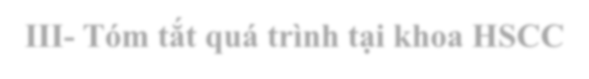 III- Tóm tắt quá trình tại khoa HSCC